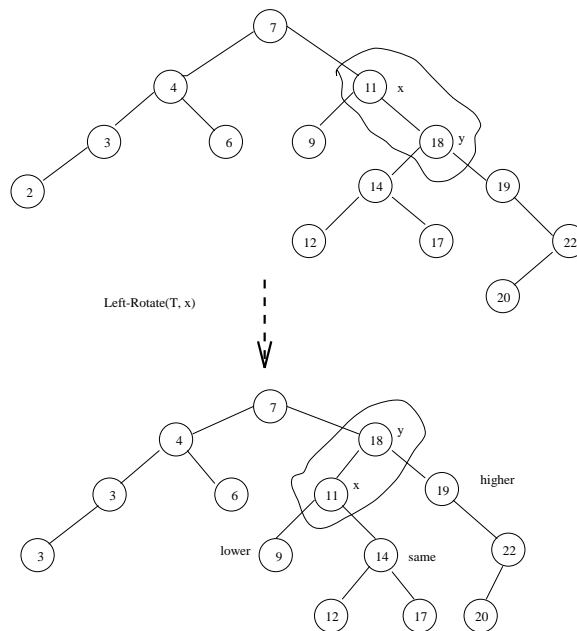 7
4 11 x
3 6 9 18 y
2 14 19
12 17 22
20
Left-Rotate(T, x)
7
4 18 y
3 6 11 x 19 higher
3 lower 9 14 same 22
12 17 20